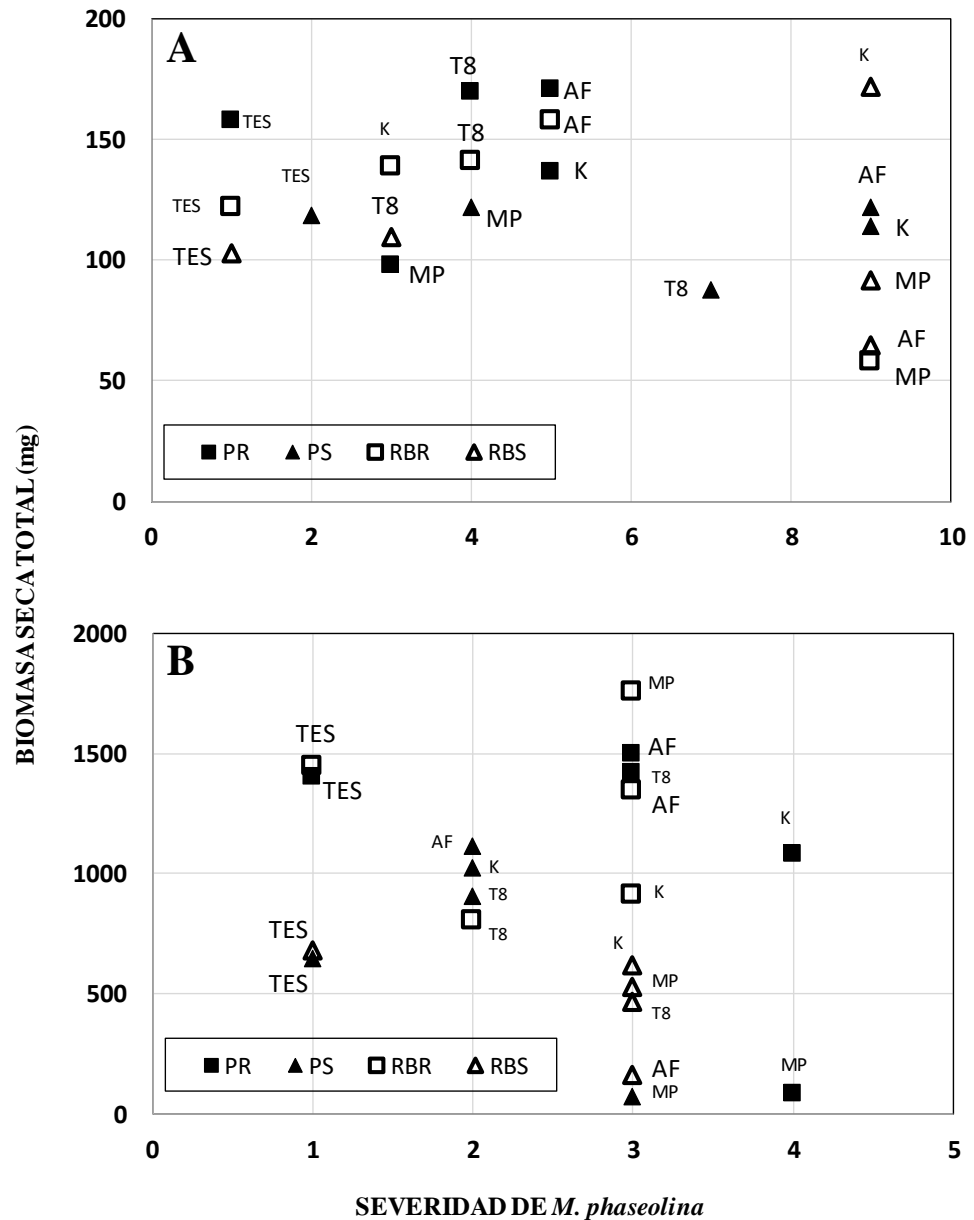 A
200
150
100
50
0
T8
AF
K
TES
K
T8
AF
TES
T8
K
AF
TES
MP
K
TES
MP
T8
MP
AF
MP
PR PS RBR RBS
0 2 4 6 8 10
BIOMASA SECA TOTAL (mg)
B
2000
1500
1000
500
0
MP
TES
AF
TES
T8
AF
K
AF
K
T8
K
T8
TES
K
TES
MP
T8
AF
MP
MP
PR PS RBR RBS
0 1 2 3 4 5
SEVERIDAD DE M. phaseolina